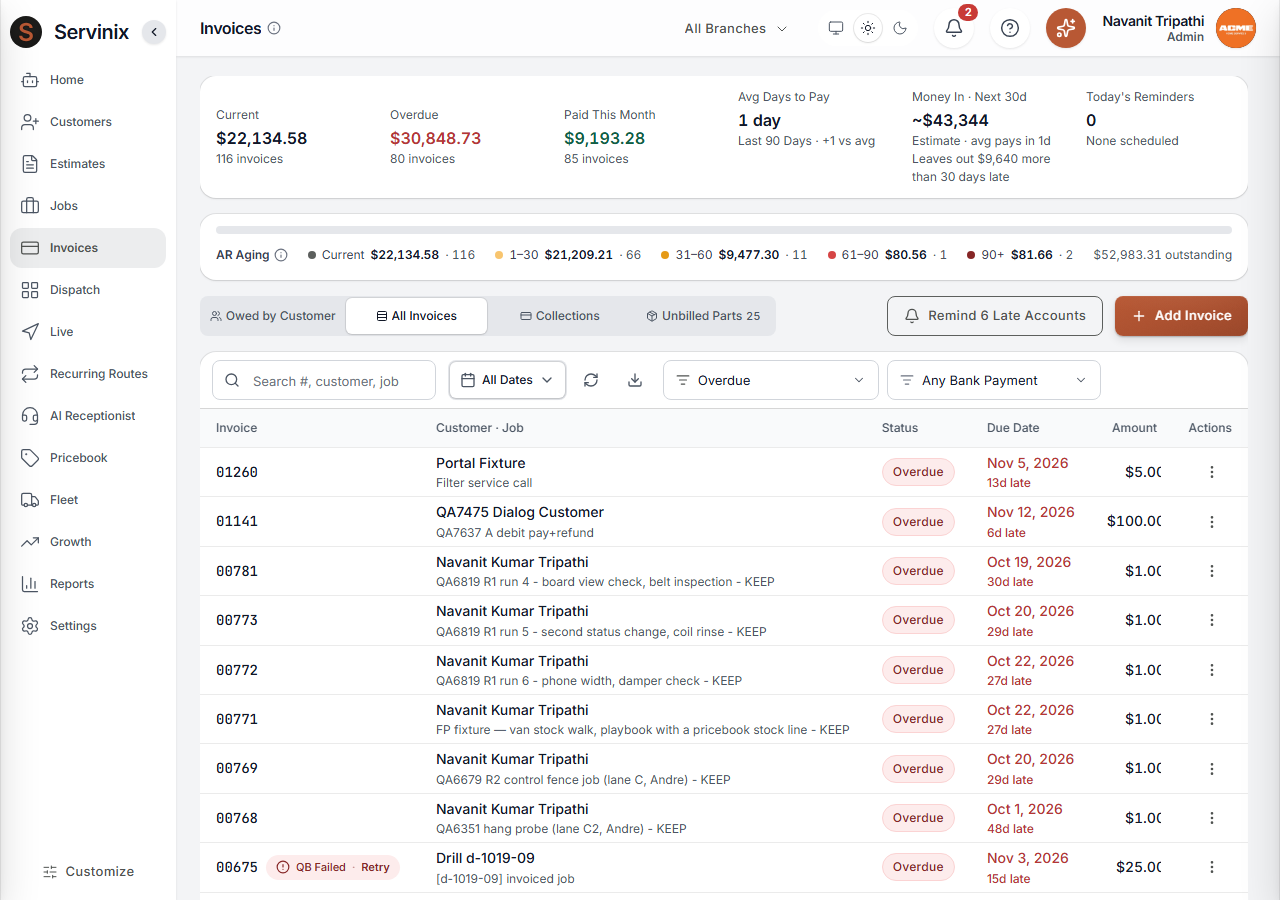 S Servinix
Invoices
All Branches
2
Navanit Tripathi
Admin
ACME
Home
Customers
Estimates
Jobs
Invoices
Dispatch
Live
Recurring Routes
AI Receptionist
Pricebook
Fleet
Growth
Reports
Settings
Customize
Current
$22,134.58
116 invoices
Overdue
$30,848.73
80 invoices
Paid This Month
$9,193.28
85 invoices
Avg Days to Pay
1 day
Last 90 Days · +1 vs avg
Money In · Next 30d
~$43,344
Estimate · avg pays in 1d
Leaves out $9,640 more
than 30 days late
Today's Reminders
0
None scheduled
AR Aging Current $22,134.58 · 116 1–30 $21,209.21 · 66 31–60 $9,477.30 · 11 61–90 $80.56 · 1 90+ $81.66 · 2 $52,983.31 outstanding
Owed by Customer All Invoices Collections Unbilled Parts 25 Remind 6 Late Accounts + Add Invoice
Search #, customer, job All Dates Overdue Any Bank Payment
Invoice Customer · Job Status Due Date Amount Actions
01260 Portal Fixture Overdue Nov 5, 2026 $5.00
Filter service call 13d late
01141 QA7475 Dialog Customer Overdue Nov 12, 2026 $100.00
QA7637 A debit pay+refund 6d late
00781 Navanit Kumar Tripathi Overdue Oct 19, 2026 $1.00
QA6819 R1 run 4 - board view check, belt inspection - KEEP 30d late
00773 Navanit Kumar Tripathi Overdue Oct 20, 2026 $1.00
QA6819 R1 run 5 - second status change, coil rinse - KEEP 29d late
00772 Navanit Kumar Tripathi Overdue Oct 22, 2026 $1.00
QA6819 R1 run 6 - phone width, damper check - KEEP 27d late
00771 Navanit Kumar Tripathi Overdue Oct 22, 2026 $1.00
FP fixture — van stock walk, playbook with a pricebook stock line - KEEP 27d late
00769 Navanit Kumar Tripathi Overdue Oct 20, 2026 $1.00
QA6679 R2 control fence job (lane C, Andre) - KEEP 29d late
00768 Navanit Kumar Tripathi Overdue Oct 1, 2026 $1.00
QA6351 hang probe (lane C2, Andre) - KEEP 48d late
00675 QB Failed · Retry Drill d-1019-09 Overdue Nov 3, 2026 $25.00
[d-1019-09] invoiced job 15d late